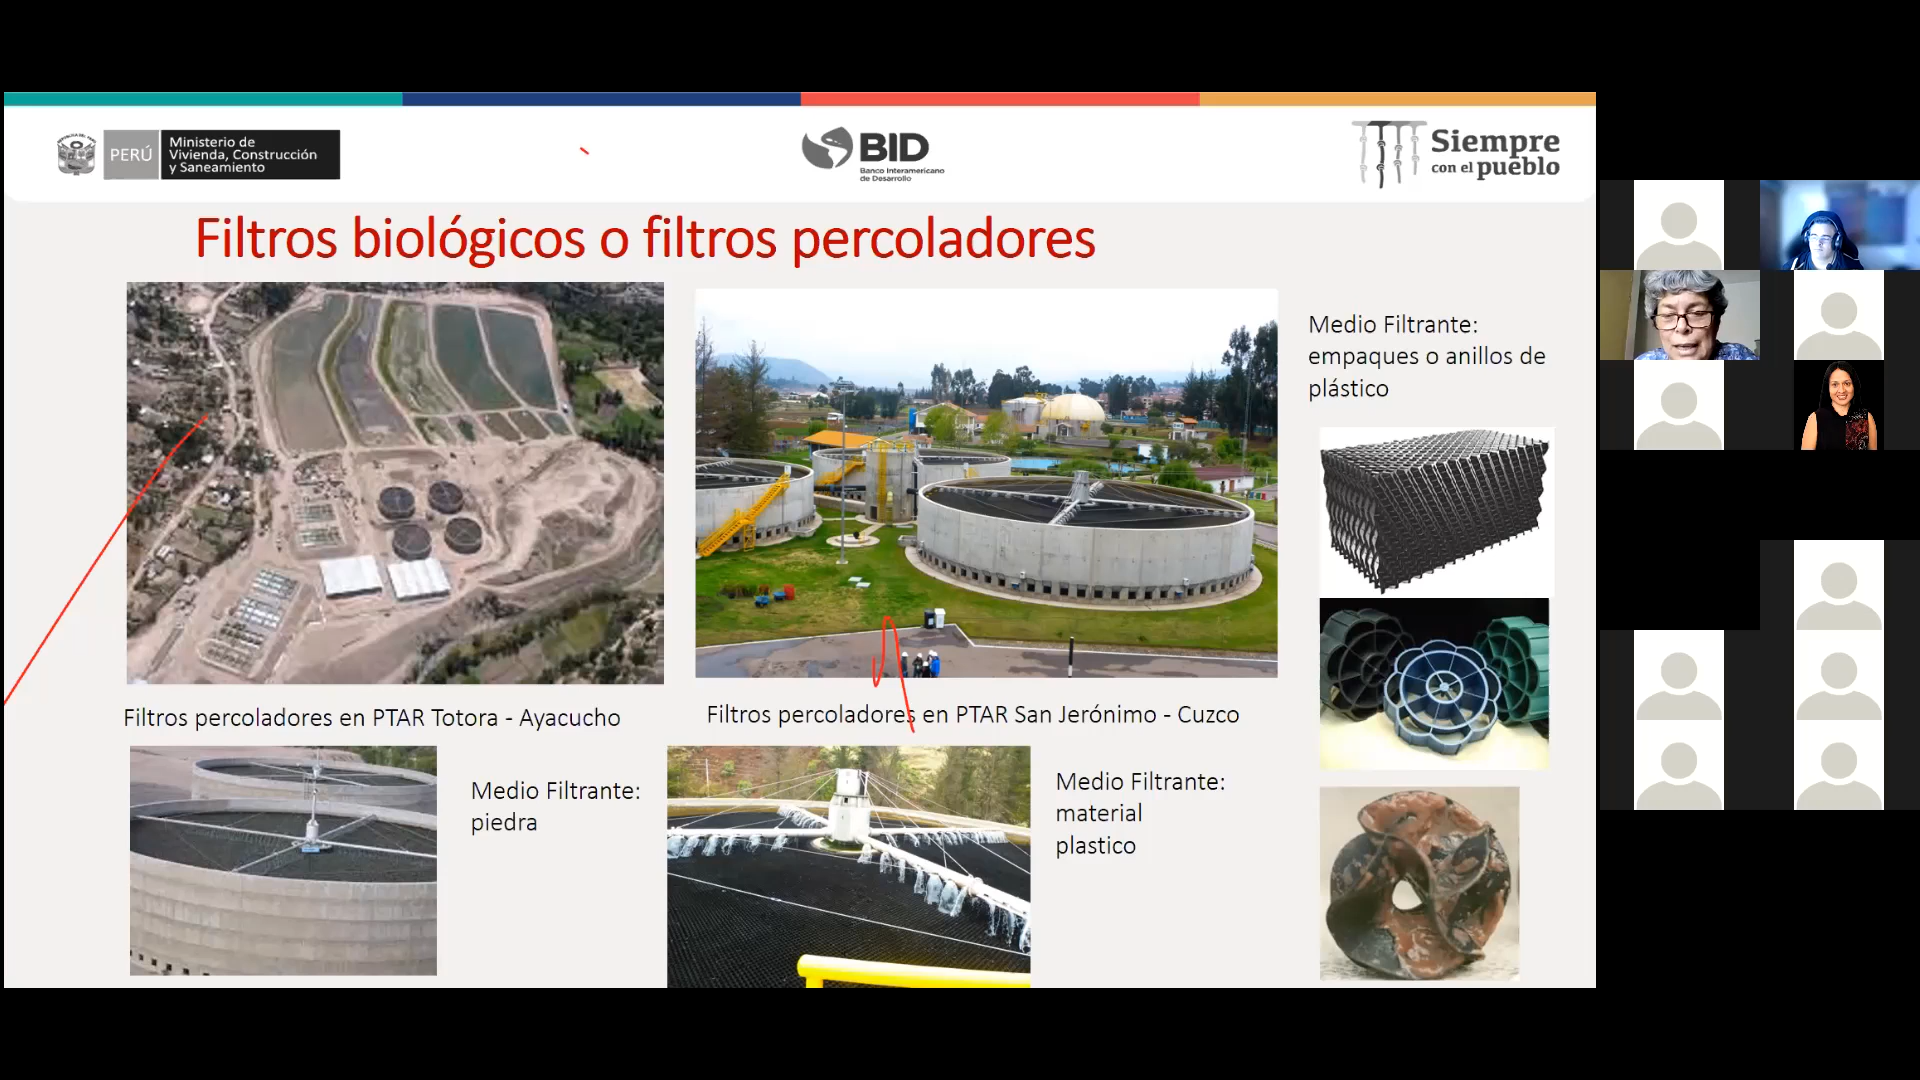 PERÚ
Ministerio de
Vivienda, Construcción
y Saneamiento
BID
Banco Interamericano
de Desarrollo
Siempre
con el pueblo
Filtros biológicos o filtros percoladores
Medio Filtrante:
empaques o anillos de
plástico
Filtros percoladores en PTAR Totora - Ayacucho
Filtros percoladores en PTAR San Jerónimo - Cuzco
Medio Filtrante:
piedra
Medio Filtrante:
material
plastico